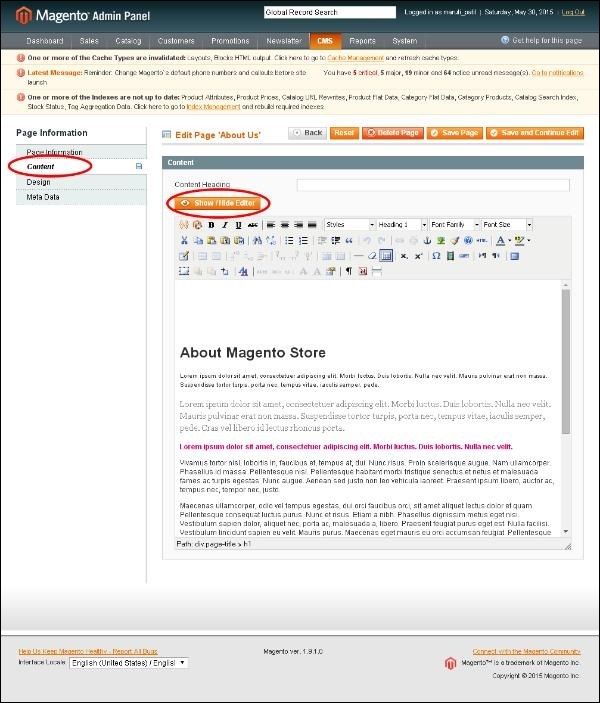 Magento Admin Panel
Global Record Search
Logged in as maruti_patil | Saturday, May 30, 2015 | Log Out
Dashboard Sales Catalog Customers Promotions Newsletter CMS Reports System Get help for this page
One or more of the Cache Types are invalidated: Layouts, Blocks HTML output. Click here to go to Cache Management and refresh cache types.
Latest Message: Reminder: Change Magento's default phone numbers and callouts before site launch You have 5 critical, 5 major, 19 minor and 64 notice unread message(s). Go to notifications
One or more of the Indexes are not up to date: Product Attributes, Product Prices, Catalog URL Rewrites, Product Flat Data, Category Flat Data, Category Products, Catalog Search Index,
Stock Status, Tag Aggregation Data. Click here to go to Index Management and rebuild required indexes.
Page Information
Page Information
Content
Design
Meta Data
Edit Page 'About Us'
Back Reset Delete Page Save Page Save and Continue Edit
Content
Content Heading
Show / Hide Editor
B I U ABC Styles Heading 1 Font Family Font Size
HTML
About Magento Store
Lorem ipsum dolor sit amet, consectetuer adipiscing elit. Morbi luctus. Duis lobortis. Nulla nec velit. Mauris pulvinar erat non massa.
Suspendisse tortor turpis, porta nec, tempus vitae, iaculis semper, pede.
Lorem ipsum dolor sit amet, consectetuer adipiscing elit. Morbi luctus. Duis lobortis. Nulla nec velit.
Mauris pulvinar erat non massa. Suspendisse tortor turpis, porta nec, tempus vitae, iaculis semper,
pede. Cras vel libero id lectus rhoncus porta.
Lorem ipsum dolor sit amet, consectetuer adipiscing elit. Morbi luctus. Duis lobortis. Nulla nec velit.
Vivamus tortor nisl, lobortis in, faucibus et, tempus at, dui. Nunc risus. Proin scelerisque augue. Nam ullamcorper.
Phasellus id massa. Pellentesque nisl. Pellentesque habitant morbi tristique senectus et netus et malesuada
fames ac turpis egestas. Nunc augue. Aenean sed justo non leo vehicula laoreet. Praesent ipsum libero, auctor ac,
tempus nec, tempor nec, justo.
Maecenas ullamcorper, odio vel tempus egestas, dui orci faucibus orci, sit amet aliquet lectus dolor et quam.
Pellentesque consequat luctus purus. Nunc et risus. Etiam a nibh. Phasellus dignissim metus eget nisi.
Vestibulum sapien dolor, aliquet nec, porta ac, malesuada a, libero. Praesent feugiat purus eget est. Nulla facilisi.
Vestibulum tincidunt sapien eu velit. Mauris purus. Maecenas eget mauris eu orci accumsan feugiat. Pellentesque
Path: div.page-title > h1
Help Us Keep Magento Healthy - Report All Bugs
Magento ver. 1.9.1.0
Connect with the Magento Community
Interface Locale: English (United States) / Englisl
Magento™ is a trademark of Magento Inc.
Copyright © 2015 Magento Inc.